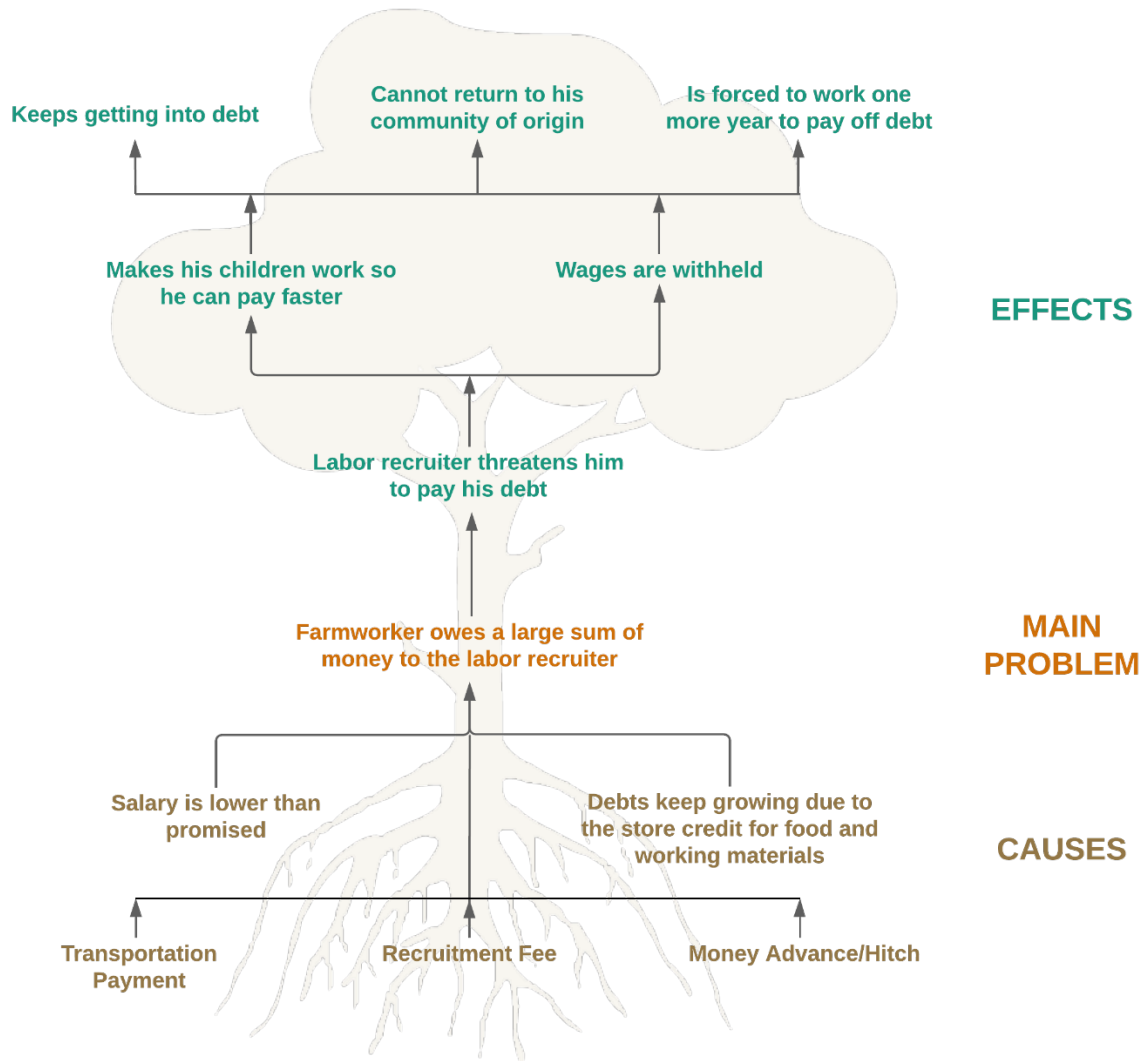 Keeps getting into debt
Cannot return to his
community of origin
Is forced to work one
more year to pay off debt
Makes his children work so
he can pay faster
Wages are withheld
EFFECTS
Labor recruiter threatens him
to pay his debt
Farmworker owes a large sum of
money to the labor recruiter
MAIN
PROBLEM
Salary is lower than
promised
Debts keep growing due to
the store credit for food and
working materials
CAUSES
Transportation
Payment
Recruitment Fee
Money Advance/Hitch